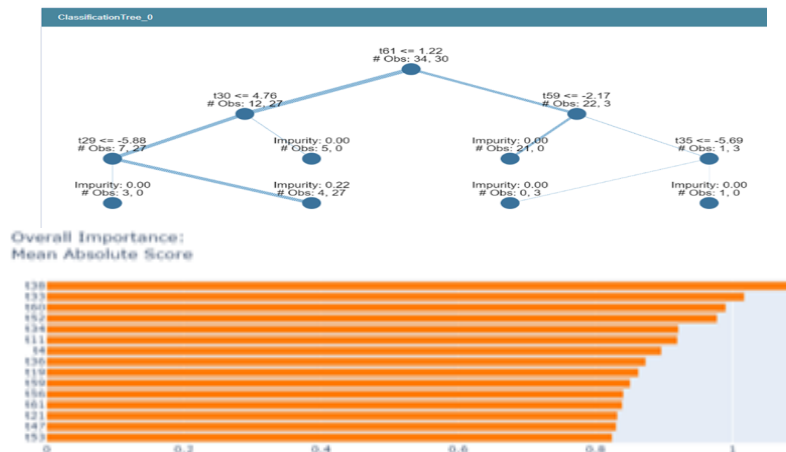 ClassificationTree_0
t61 <= 1.22
# Obs: 34, 30
t30 <= 4.76
# Obs: 12, 27
t59 <= -2.17
# Obs: 22, 3
t29 <= -5.88
# Obs: 7, 27
Impurity: 0.00
# Obs: 5, 0
Impurity: 0.00
# Obs: 21, 0
t35 <= -5.69
# Obs: 1, 3
Impurity: 0.00
# Obs: 3, 0
Impurity: 0.22
# Obs: 4, 27
Impurity: 0.00
# Obs: 0, 3
Impurity: 0.00
# Obs: 1, 0
Overall Importance:
Mean Absolute Score
t38
t33
t60
t52
t34
t11
t4
t36
t19
t59
t56
t61
t21
t47
t53
0 0.2 0.4 0.6 0.8 1